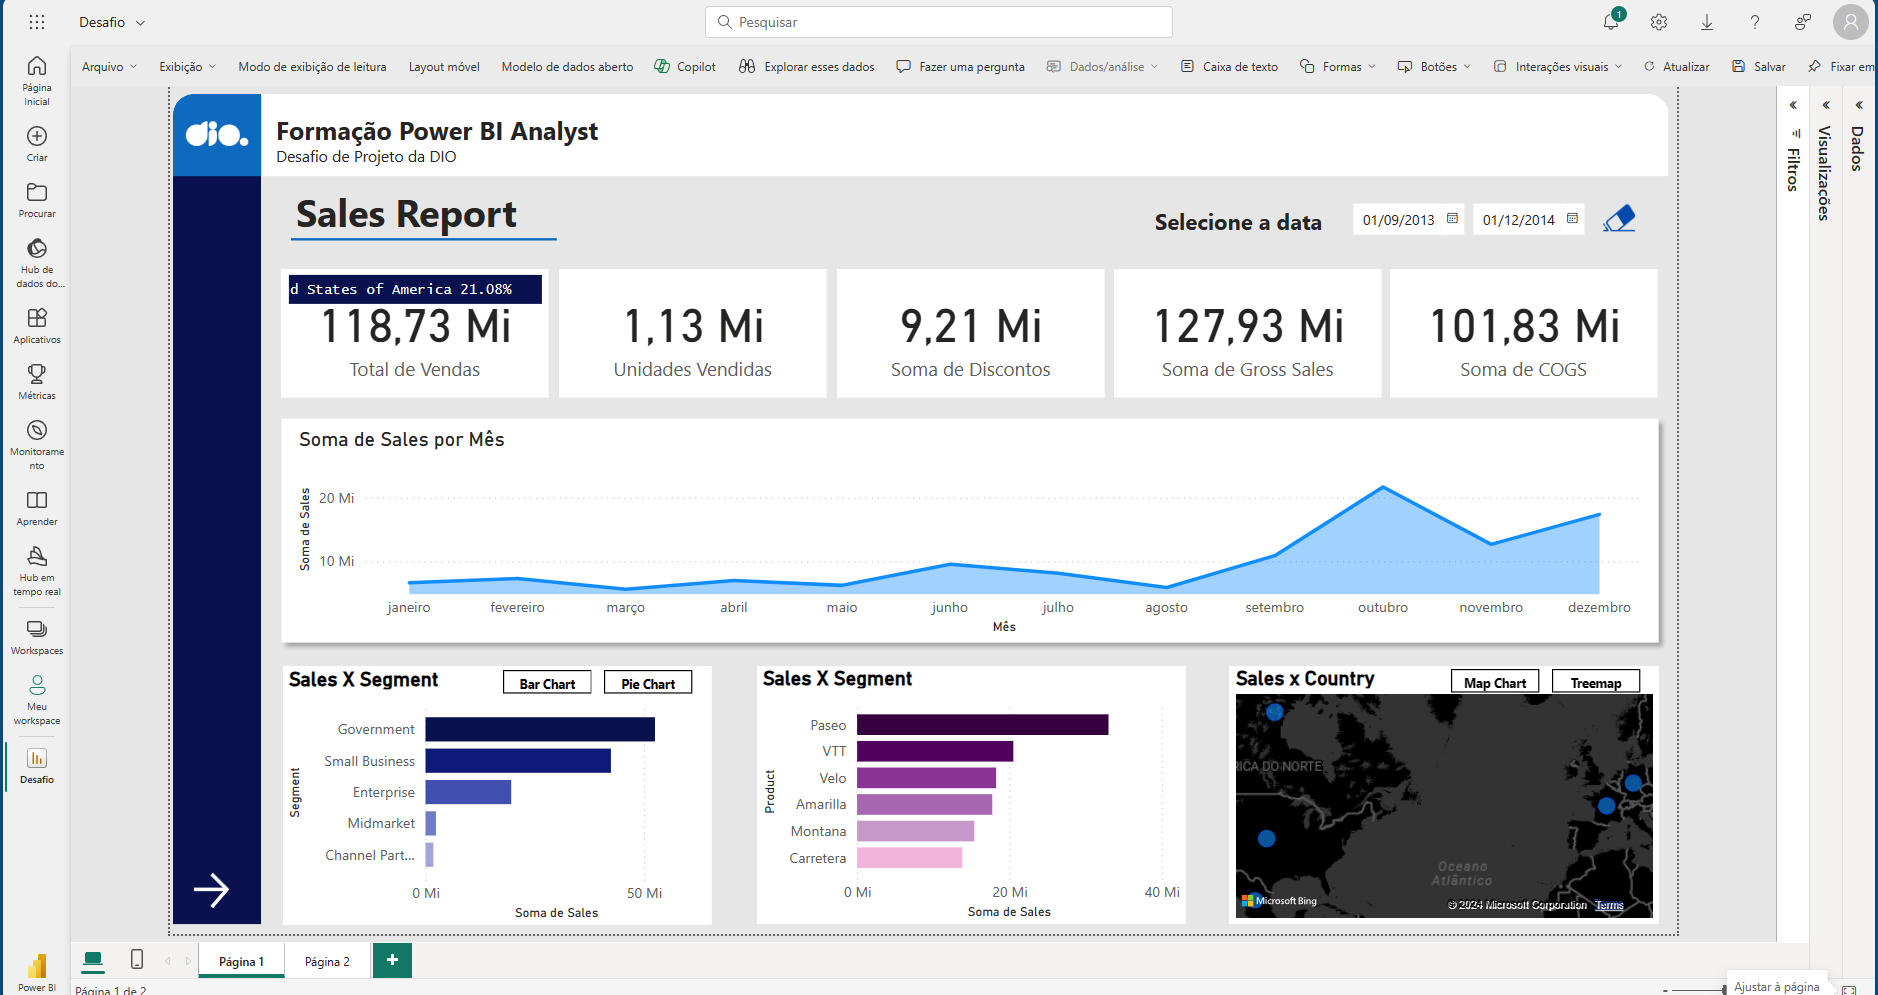 Desafio
Pesquisar
1
Arquivo
Exibição
Modo de exibição de leitura
Layout móvel
Modelo de dados aberto
Copilot
Explorar esses dados
Fazer uma pergunta
Dados/análise
Caixa de texto
Formas
Botões
Interações visuais
Atualizar
Salvar
Fixar em
Página
Inicial
Criar
Procurar
Hub de
dados do...
Aplicativos
Métricas
Monitorame
nto
Aprender
Hub em
tempo real
Workspaces
Meu
workspace
Desafio
Power BI
dio.
Formação Power BI Analyst
Desafio de Projeto da DIO
Sales Report
Selecione a data
01/09/2013
01/12/2014
d States of America 21.08%
118,73 Mi
Total de Vendas
1,13 Mi
Unidades Vendidas
9,21 Mi
Soma de Discontos
127,93 Mi
Soma de Gross Sales
101,83 Mi
Soma de COGS
Soma de Sales por Mês
Soma de Sales
20 Mi
10 Mi
janeiro
fevereiro
março
abril
maio
junho
julho
agosto
setembro
outubro
novembro
dezembro
Mês
Sales X Segment
Bar Chart
Pie Chart
Segment
Government
Small Business
Enterprise
Midmarket
Channel Part...
0 Mi
50 Mi
Soma de Sales
Sales X Segment
Product
Paseo
VTT
Velo
Amarilla
Montana
Carretera
0 Mi
20 Mi
40 Mi
Soma de Sales
Sales x Country
Map Chart
Treemap
RICA DO NORTE
Oceano
Atlântico
Microsoft Bing
© 2024 Microsoft Corporation
Terms
Filtros
Visualizações
Dados
Página 1
Página 2
+
Página 1 de 2
Ajustar à página